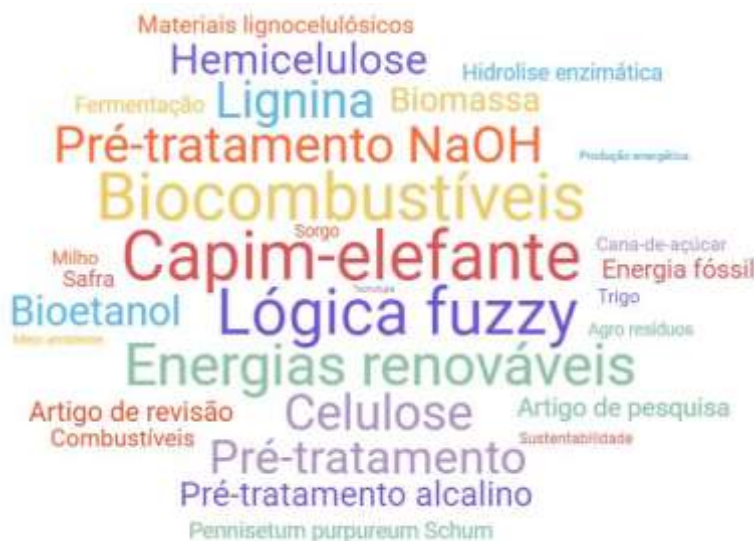 Materiais lignocelulósicos
Hemicelulose
Hidrolise enzimática
Fermentação Lignina Biomassa
Pré-tratamento NaOH
Produção energética
Biocombustíveis
Sorgo
Capim-elefante
Cana-de-açúcar
Milho
Energia fóssil
Safra
Trigo
Bioetanol
Lógica fuzzy
Agro resíduos
Meio ambiente
Energias renováveis
Artigo de revisão
Celulose
Artigo de pesquisa
Combustíveis
Sustentabilidade
Pré-tratamento
Pré-tratamento alcalino
Pennisetum purpureum Schum